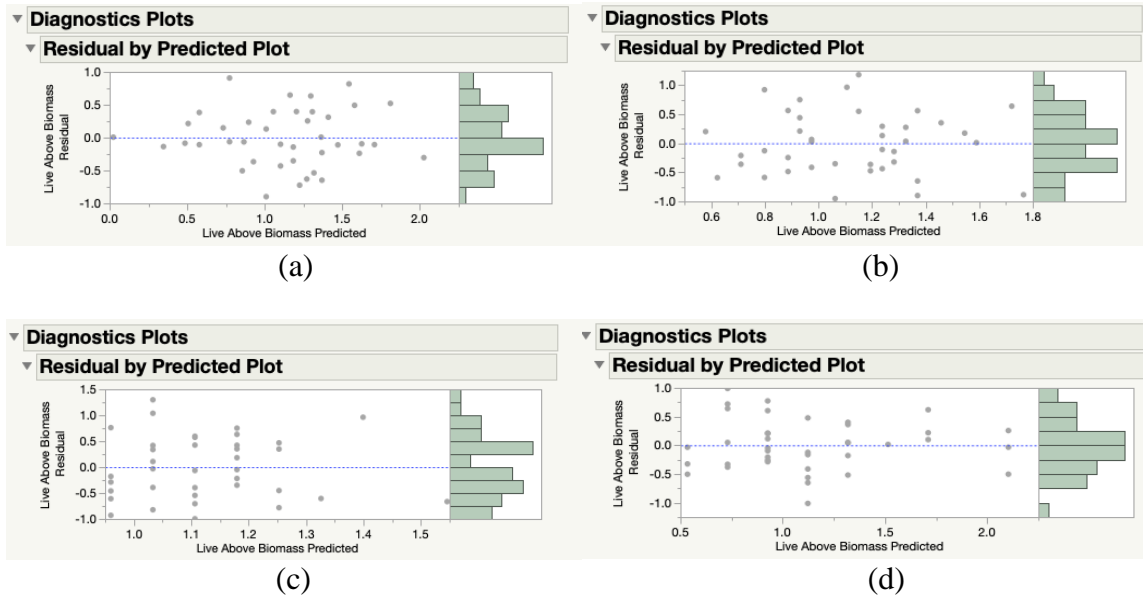 Diagnostics Plots
Residual by Predicted Plot
Live Above Biomass
Residual
1.0
0.5
0.0
-0.5
-1.0
0.0 0.5 1.0 1.5 2.0
Live Above Biomass Predicted
(a)
Diagnostics Plots
Residual by Predicted Plot
Live Above Biomass
Residual
1.0
0.5
0.0
-0.5
-1.0
0.6 0.8 1.0 1.2 1.4 1.6 1.8
Live Above Biomass Predicted
(b)
Diagnostics Plots
Residual by Predicted Plot
Live Above Biomass
Residual
1.5
1.0
0.5
0.0
-0.5
-1.0
1.0 1.1 1.2 1.3 1.4 1.5
Live Above Biomass Predicted
(c)
Diagnostics Plots
Residual by Predicted Plot
Live Above Biomass
Residual
1.0
0.5
0.0
-0.5
-1.0
0.5 1.0 1.5 2.0
Live Above Biomass Predicted
(d)